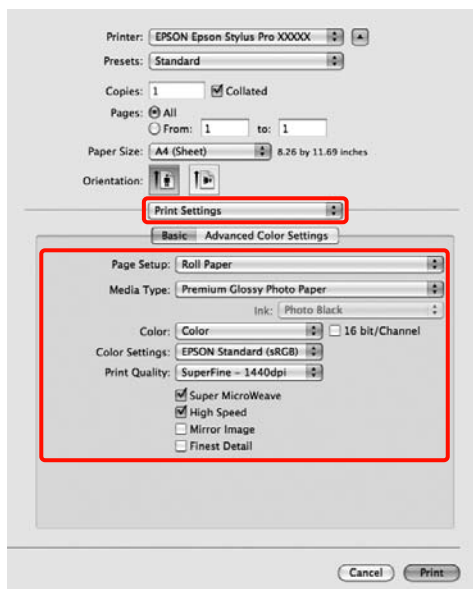 Printer: EPSON Epson Stylus Pro XXXXX
Presets: Standard
Copies: 1 Collated
Pages: All
From: 1 to: 1
Paper Size: A4 (Sheet) 8.26 by 11.69 inches
Orientation:
Print Settings
Basic Advanced Color Settings
Page Setup: Roll Paper
Media Type: Premium Glossy Photo Paper
Ink: Photo Black
Color: Color 16 bit/Channel
Color Settings: EPSON Standard (sRGB)
Print Quality: SuperFine – 1440dpi
Super MicroWeave
High Speed
Mirror Image
Finest Detail
Cancel Print